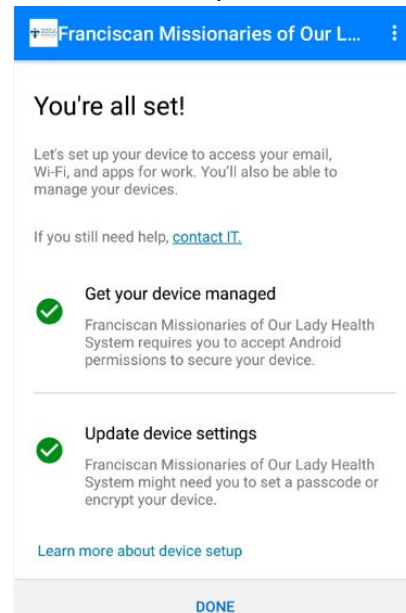 Franciscan Missionaries of Our L...
You're all set!
Let's set up your device to access your email,
Wi-Fi, and apps for work. You'll also be able to
manage your devices.
If you still need help, contact IT.
Get your device managed
Franciscan Missionaries of Our Lady Health
System requires you to accept Android
permissions to secure your device.
Update device settings
Franciscan Missionaries of Our Lady Health
System might need you to set a passcode or
encrypt your device.
Learn more about device setup
DONE